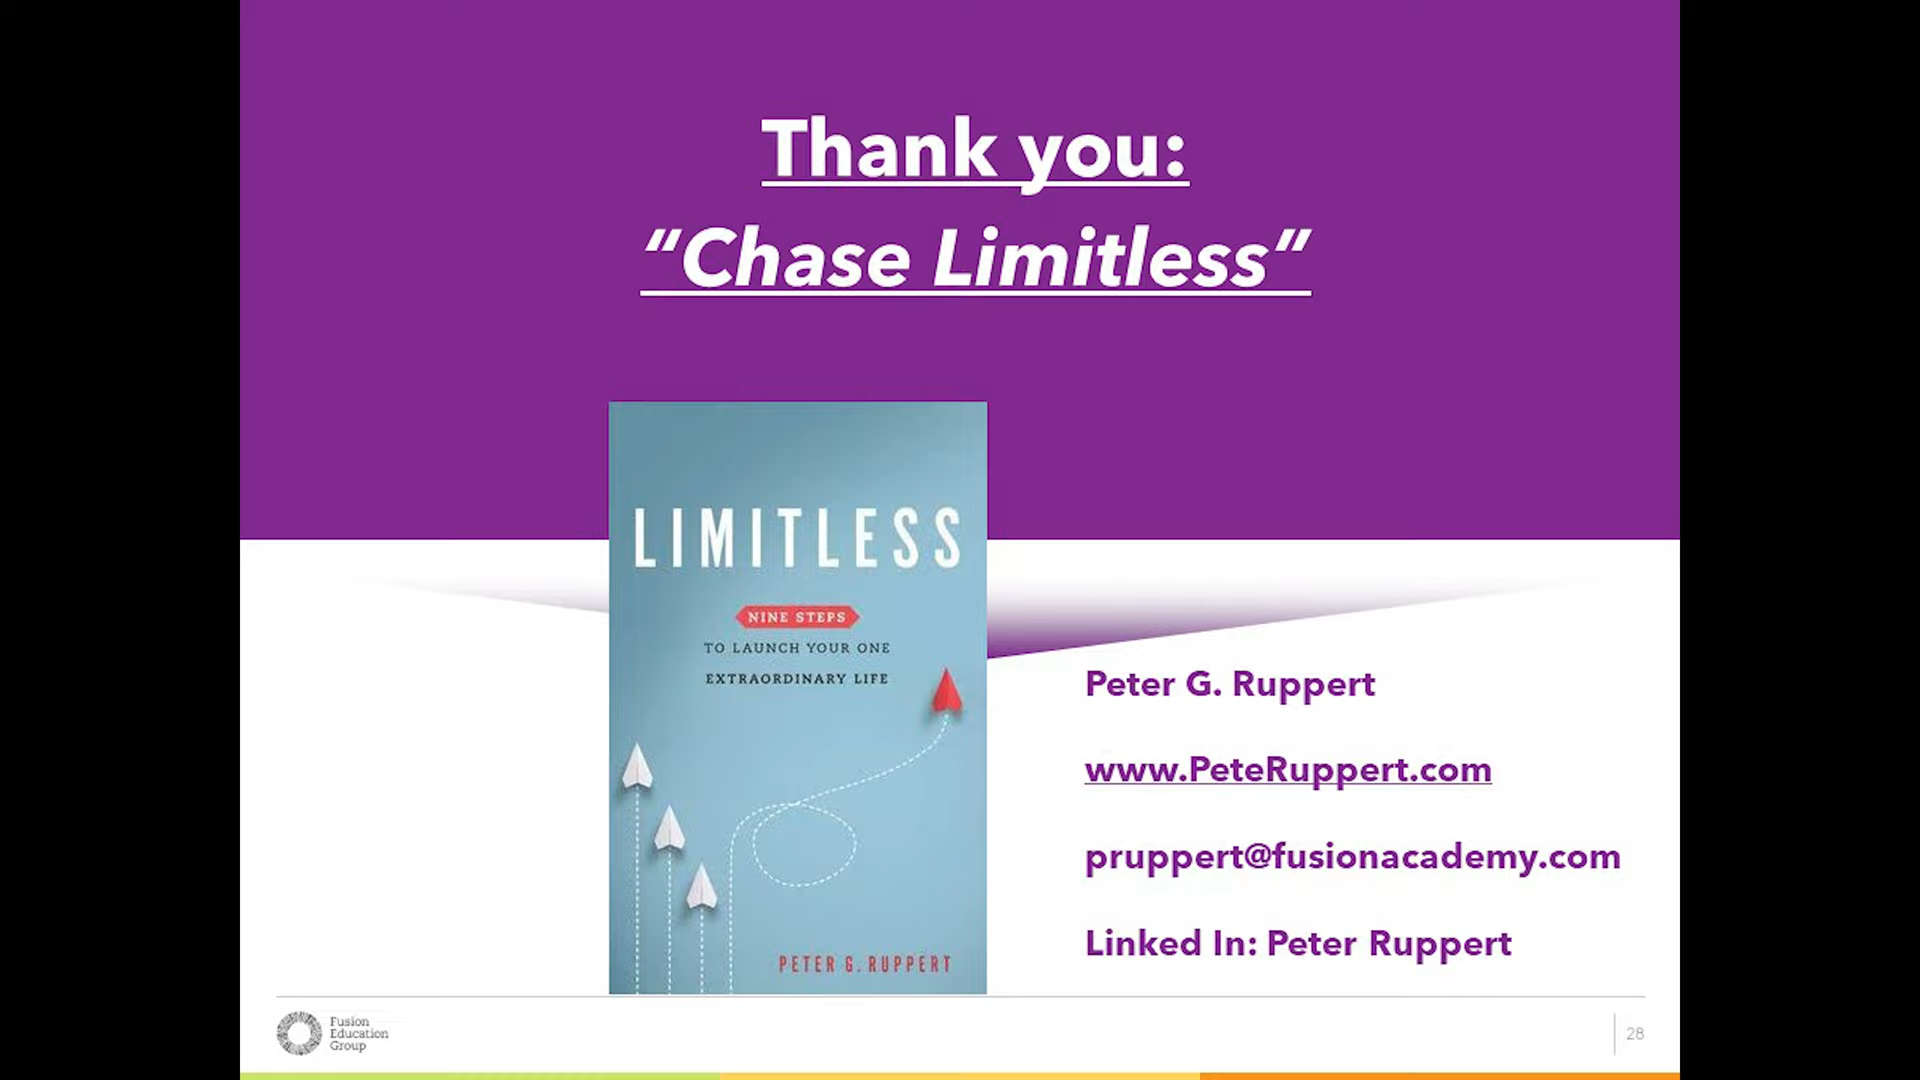 Thank you:
“Chase Limitless”
LIMITLESS
NINE STEPS
TO LAUNCH YOUR ONE
EXTRAORDINARY LIFE
PETER G. RUPPERT
Peter G. Ruppert
www.PeteRuppert.com
pruppert@fusionacademy.com
Linked In: Peter Ruppert
Fusion
Education
Group
28